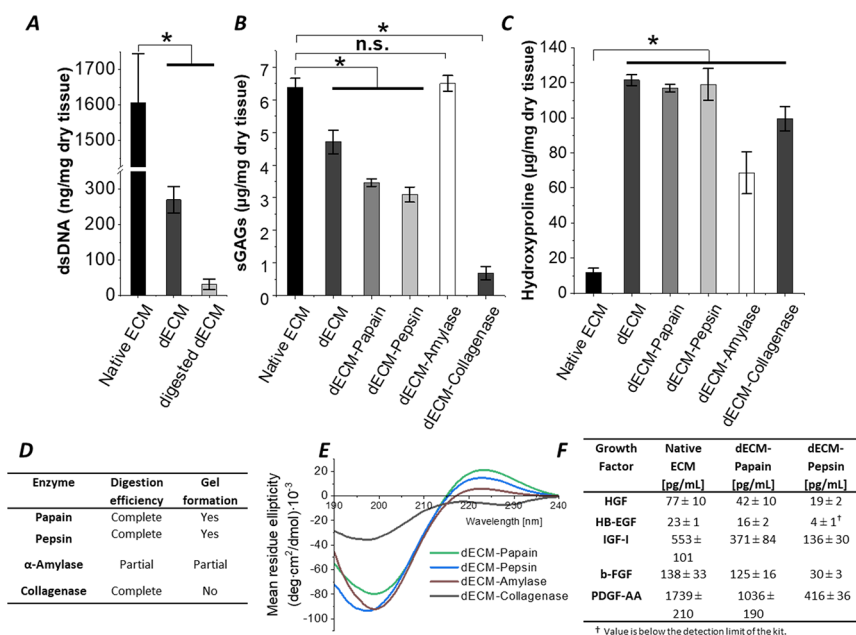 A
dsDNA (ng/mg dry tissue)
1700
1600
1500
300
200
100
0
*
Native ECM
dECM
digested dECM
B
sGAGs (µg/mg dry tissue)
7
6
5
4
3
2
1
0
*
n.s.
*
Native ECM
dECM
dECM-Papain
dECM-Pepsin
dECM-Amylase
dECM-Collagenase
C
Hydroxyproline (µg/mg dry tissue)
140
120
100
80
60
40
20
0
*
Native ECM
dECM
dECM-Papain
dECM-Pepsin
dECM-Amylase
dECM-Collagenase
D
Enzyme Digestion efficiency Gel formation
Papain Complete Yes
Pepsin Complete Yes
α-Amylase Partial Partial
Collagenase Complete No
E
Mean residue ellipticity
(deg·cm²/dmol)·10⁻³
20
0
-20
-40
-60
-80
-100
190 200 210 220 230 240
Wavelength [nm]
dECM-Papain
dECM-Pepsin
dECM-Amylase
dECM-Collagenase
F
Growth Factor Native ECM [pg/mL] dECM-Papain [pg/mL] dECM-Pepsin [pg/mL]
HGF 77 ± 10 42 ± 10 19 ± 2
HB-EGF 23 ± 1 16 ± 2 4 ± 1†
IGF-I 553 ± 101 371 ± 84 136 ± 30
b-FGF 138 ± 33 125 ± 16 30 ± 3
PDGF-AA 1739 ± 210 1036 ± 190 416 ± 36
† Value is below the detection limit of the kit.